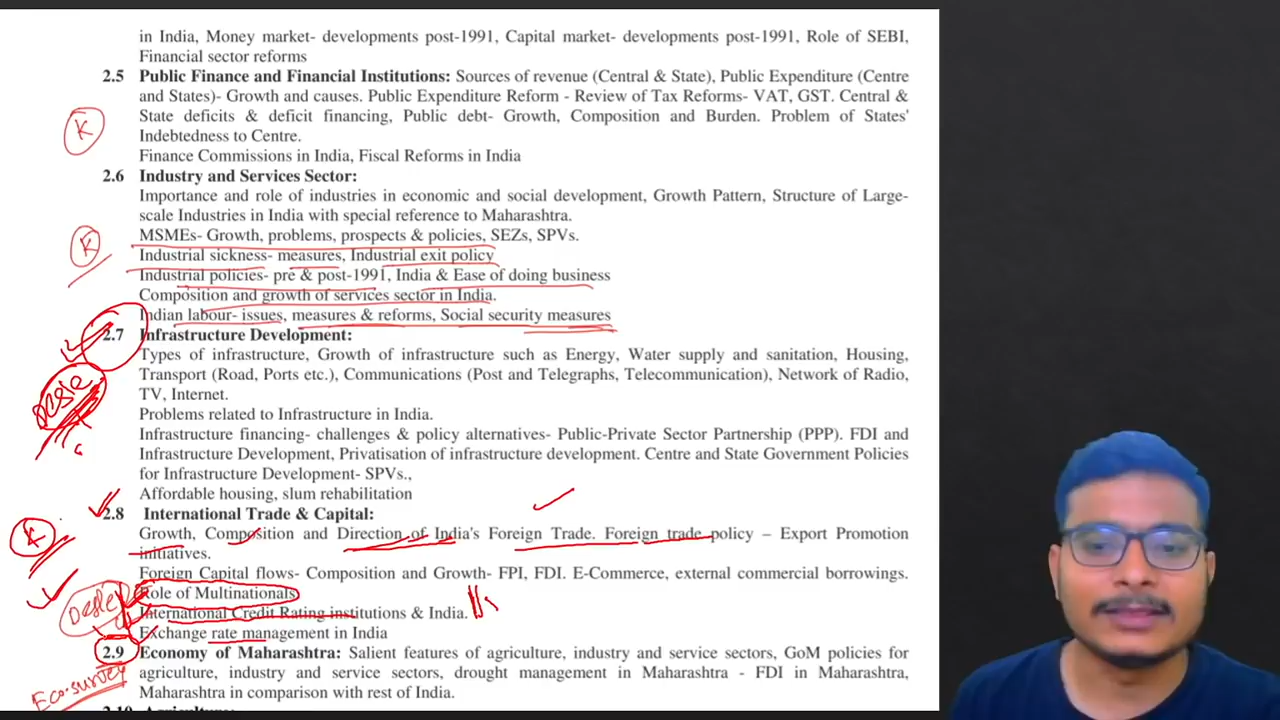 in India, Money market- developments post-1991, Capital market- developments post-1991, Role of SEBI,
Financial sector reforms
2.5 Public Finance and Financial Institutions: Sources of revenue (Central & State), Public Expenditure (Centre
and States)- Growth and causes. Public Expenditure Reform - Review of Tax Reforms- VAT, GST. Central &
K State deficits & deficit financing, Public debt- Growth, Composition and Burden. Problem of States'
Indebtedness to Centre.
Finance Commissions in India, Fiscal Reforms in India
2.6 Industry and Services Sector:
Importance and role of industries in economic and social development, Growth Pattern, Structure of Large-
scale Industries in India with special reference to Maharashtra.
K MSMEs- Growth, problems, prospects & policies, SEZs, SPVs.
Industrial sickness- measures, Industrial exit policy
Industrial policies- pre & post-1991, India & Ease of doing business
Composition and growth of services sector in India.
Indian labour- issues, measures & reforms, Social security measures
2.7 Infrastructure Development:
Types of infrastructure, Growth of infrastructure such as Energy, Water supply and sanitation, Housing,
Transport (Road, Ports etc.), Communications (Post and Telegraphs, Telecommunication), Network of Radio,
Desle TV, Internet.
Problems related to Infrastructure in India.
Infrastructure financing- challenges & policy alternatives- Public-Private Sector Partnership (PPP). FDI and
Infrastructure Development, Privatisation of infrastructure development. Centre and State Government Policies
for Infrastructure Development- SPVs.,
Affordable housing, slum rehabilitation
2.8 International Trade & Capital:
K Growth, Composition and Direction of India's Foreign Trade. Foreign trade policy – Export Promotion
initiatives.
Foreign Capital flows- Composition and Growth- FPI, FDI. E-Commerce, external commercial borrowings.
Desle Role of Multinationals
International Credit Rating institutions & India.
Exchange rate management in India
2.9 Economy of Maharashtra: Salient features of agriculture, industry and service sectors, GoM policies for
Eco-survey agriculture, industry and service sectors, drought management in Maharashtra - FDI in Maharashtra,
Maharashtra in comparison with rest of India.